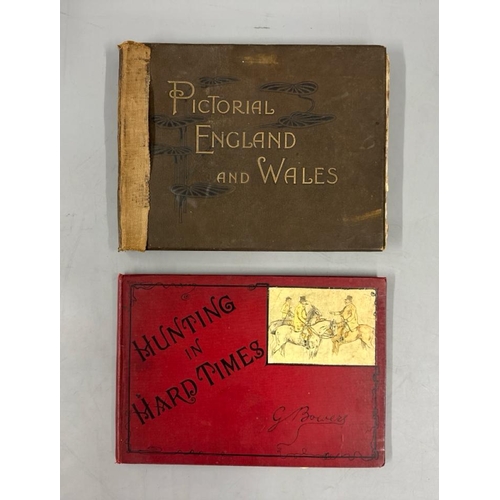 PICTORIAL
ENGLAND
AND WALES
HUNTING
IN
HARD TIMES
G Bowers